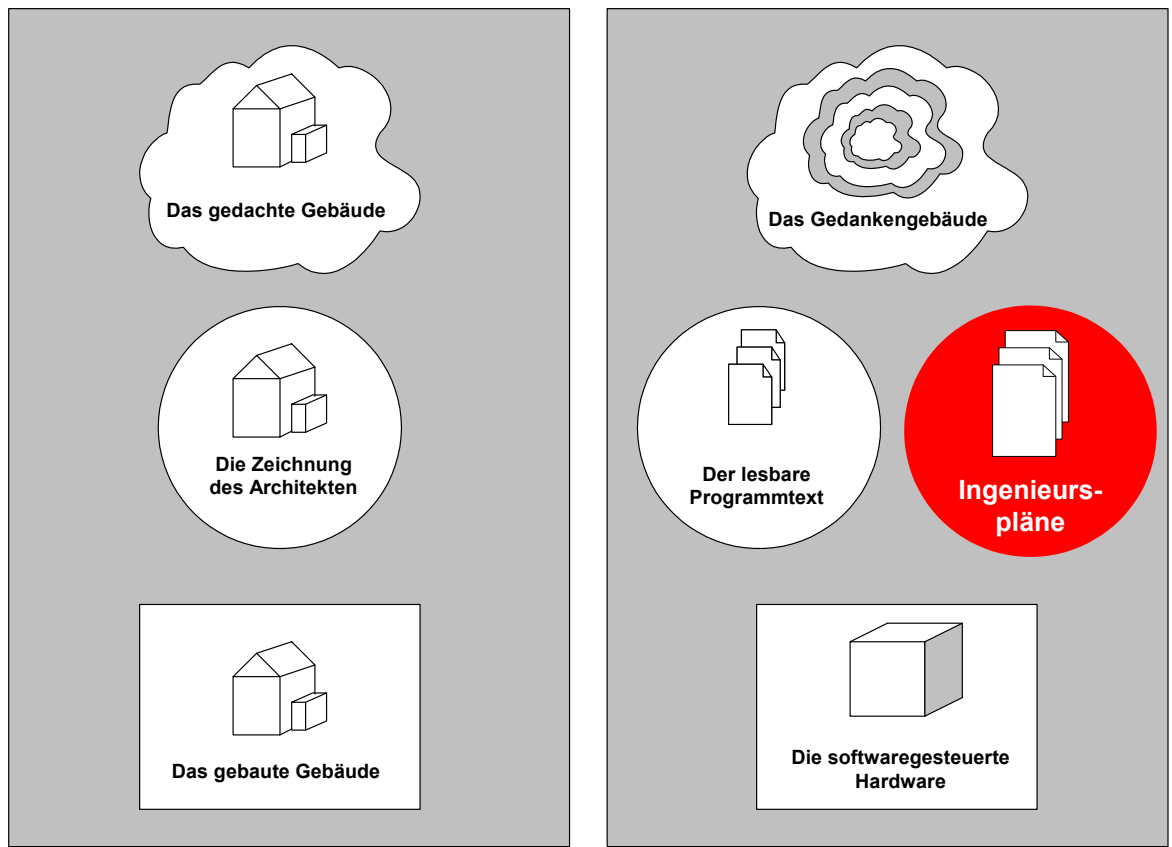 Das gedachte Gebäude
Die Zeichnung
des Architekten
Das gebaute Gebäude
Das Gedankengebäude
Der lesbare
Programmtext
Ingenieurs-
pläne
Die softwaregesteuerte
Hardware